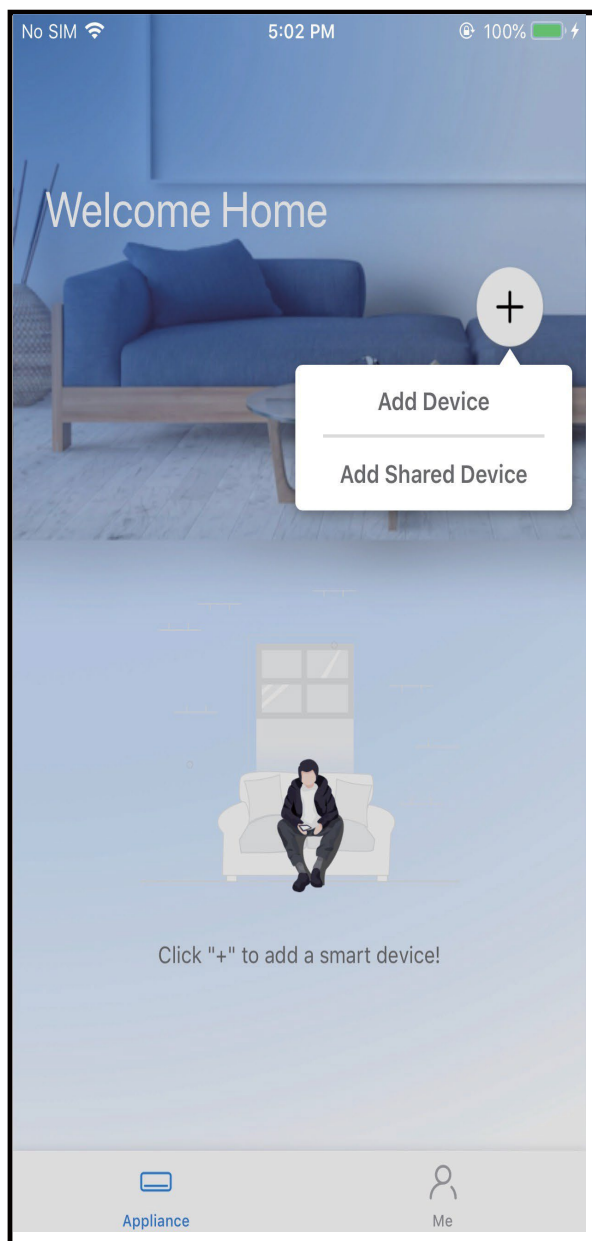 No SIM 5:02 PM 100%
Welcome Home
+
Add Device
Add Shared Device
Click "+" to add a smart device!
Appliance Me